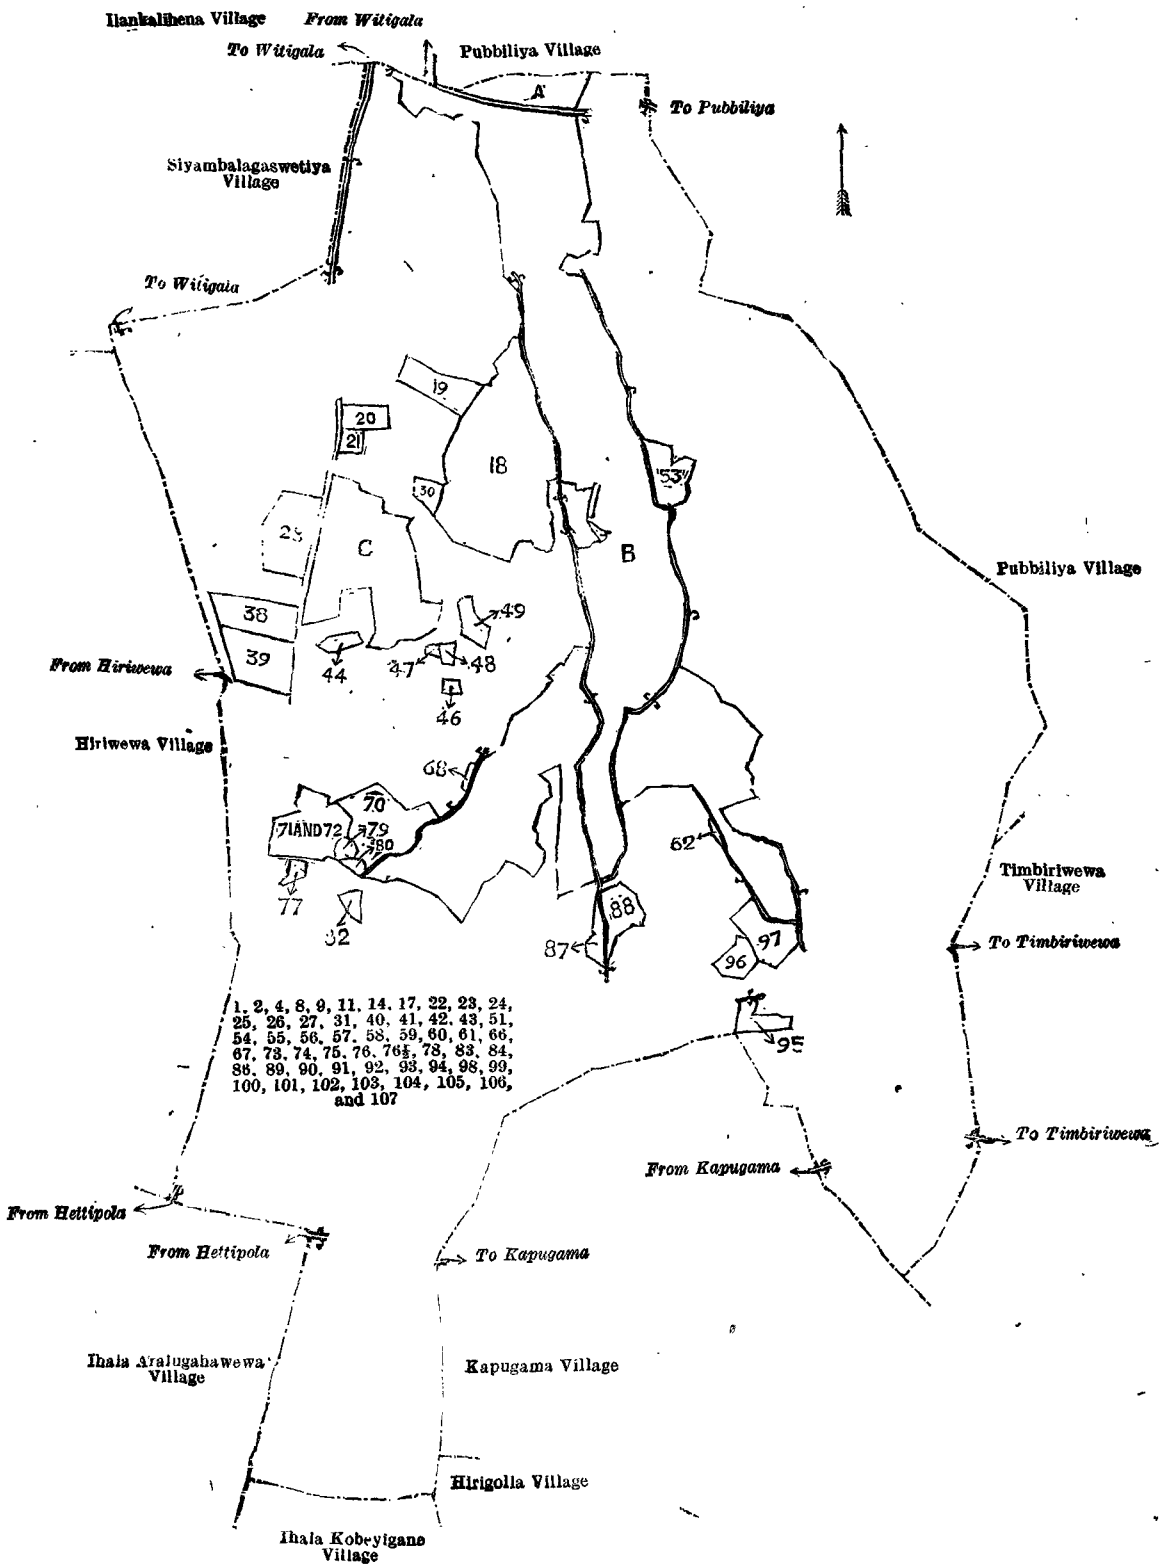 Ilankalihena Village From Witigala
To Witigala
Pubbiliya Village
A
To Pubbiliya
Siyambalagaswetiya
Village
To Witigala
19
20
21
18
30
53
C
B
38
49
39
44
47
48
46
From Hiriwewa
Pubbiliya Village
Hiriwewa Village
68
70
71 AND 72
79
80
62
77
82
88
87
97
96
Timbiriwewa
Village
To Timbiriwewa
1, 2, 4, 8, 9, 11, 14, 17, 22, 23, 24,
25, 26, 27, 31, 40, 41, 42, 43, 51,
54, 55, 56, 57, 58, 59, 60, 61, 66,
67, 73, 74, 75, 76, 76½, 78, 83, 84,
86, 89, 90, 91, 92, 93, 94, 98, 99,
100, 101, 102, 103, 104, 105, 106,
and 107
95
To Timbiriwewa
From Kapugama
From Hettipola
From Hettipola
To Kapugama
Ihala Aralugahawewa
Village
Kapugama Village
Hirigolla Village
Ihala Kobeyigane
Village